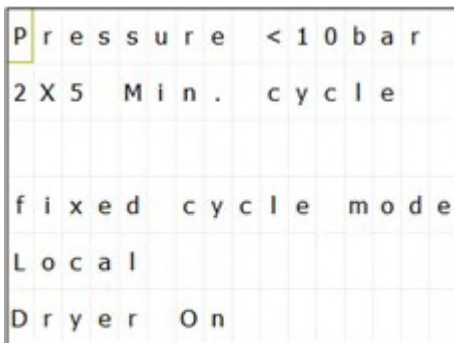 Pressure <10bar
2X5 Min. cycle
fixed cycle mode
Local
Dryer On